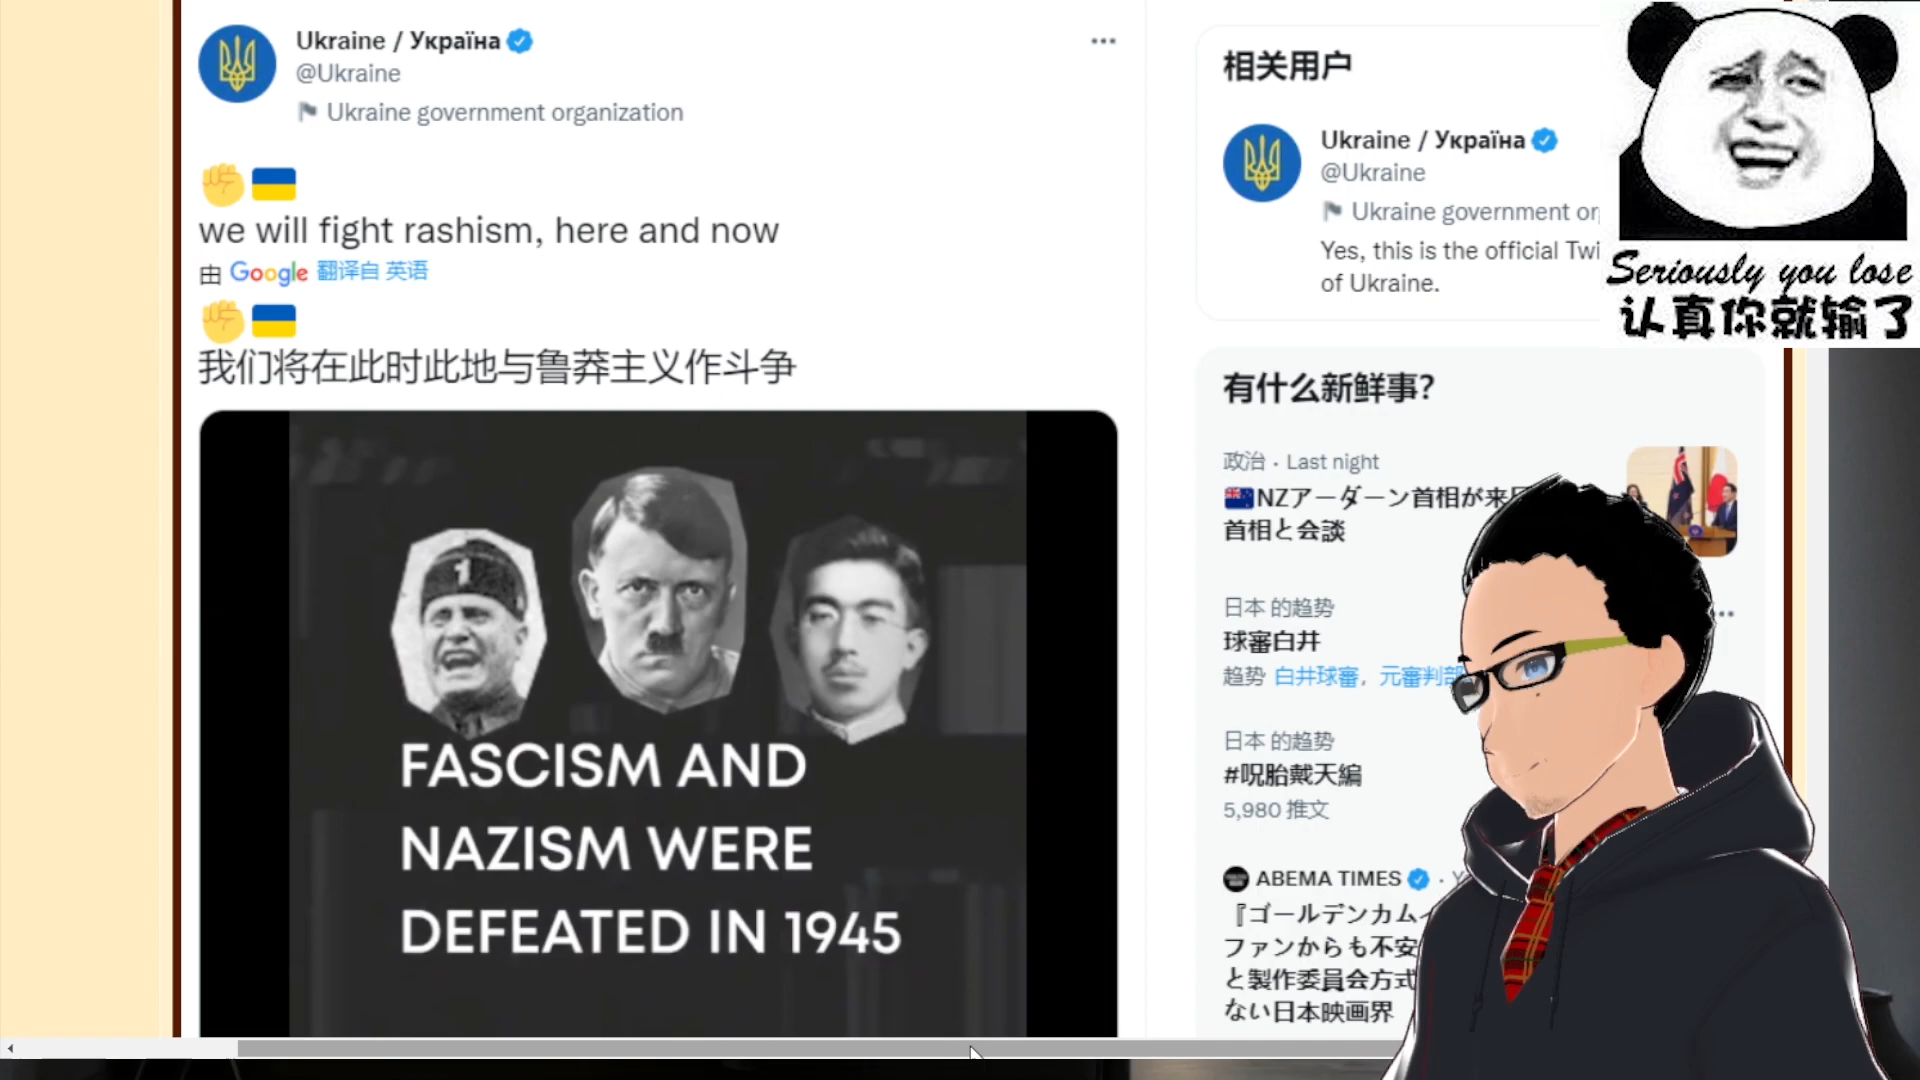 Ukraine / Україна
@Ukraine
Ukraine government organization
we will fight rashism, here and now
由 Google 翻译自 英语
我们将在此时此地与鲁莽主义作斗争
1
FASCISM AND
NAZISM WERE
DEFEATED IN 1945
相关用户
Ukraine / Україна
@Ukraine
Ukraine government
Yes, this is the official
of Ukraine.
有什么新鲜事?
政治 · Last night
NZアーダーン首相が来
首相と会談
日本 的趋势
球審白井
趋势 白井球審, 元審判部
日本 的趋势
#呪胎戴天編
5,980 推文
ABEMA TIMES ·
『ゴールデンカム
ファンからも不安
と製作委員会方式
ない日本映画界
Seriously you lose
认真你就输了